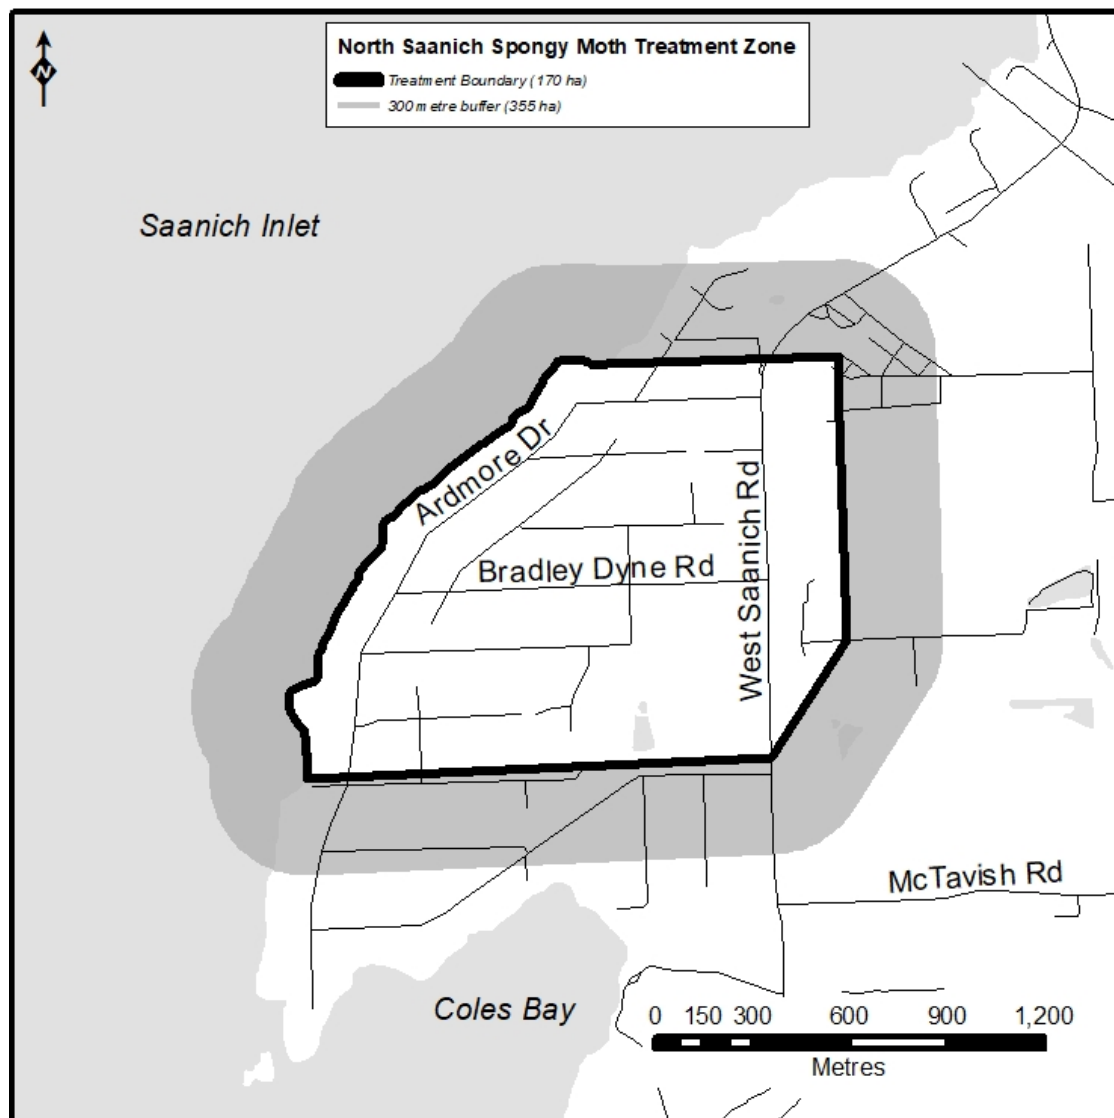 N
North Saanich Spongy Moth Treatment Zone
Treatment Boundary (170 ha)
300 metre buffer (355 ha)
Saanich Inlet
Ardmore Dr
Bradley Dyne Rd
West Saanich Rd
McTavish Rd
Coles Bay
0 150 300 600 900 1,200
Metres